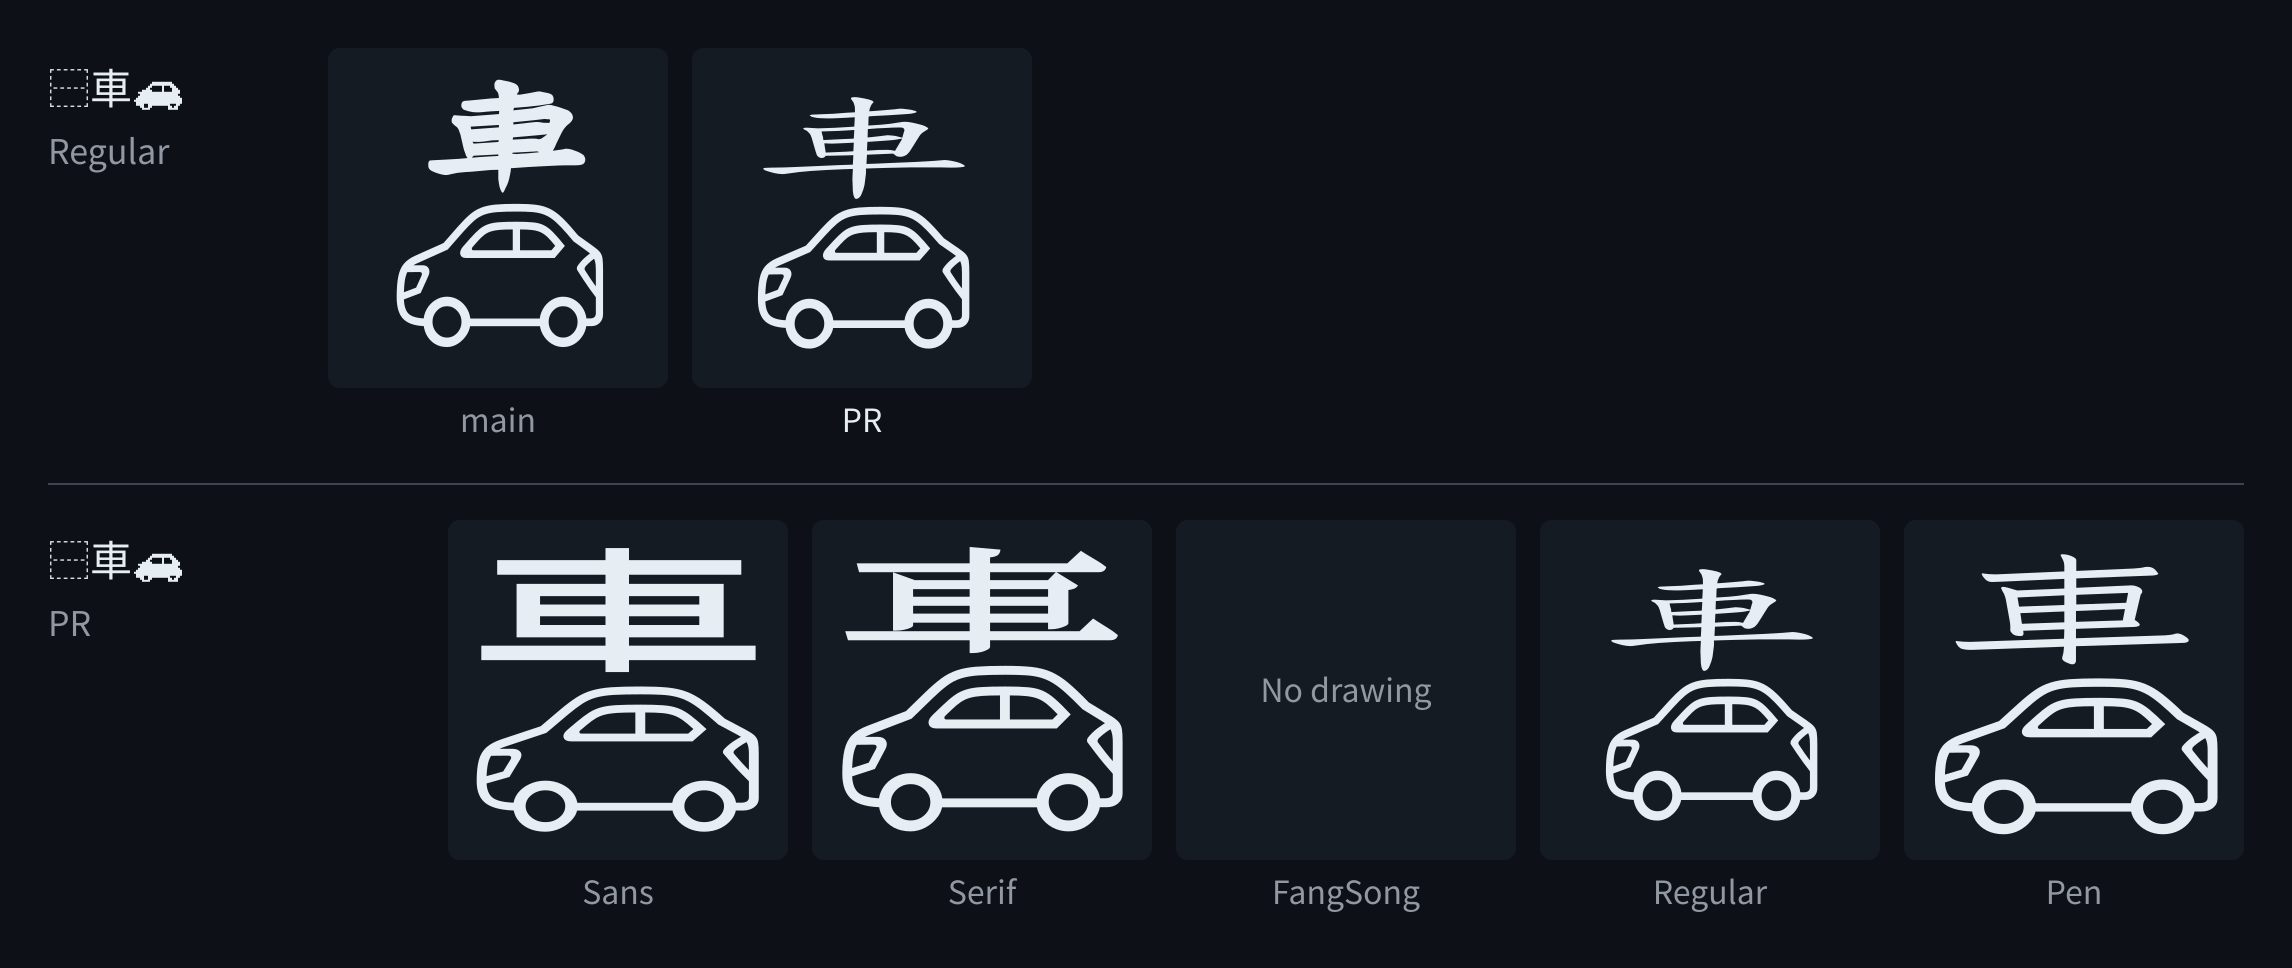 ⿱車🚗
Regular
車
車
main
PR
⿱車🚗
PR
車
車
No drawing
車
車
Sans
Serif
FangSong
Regular
Pen